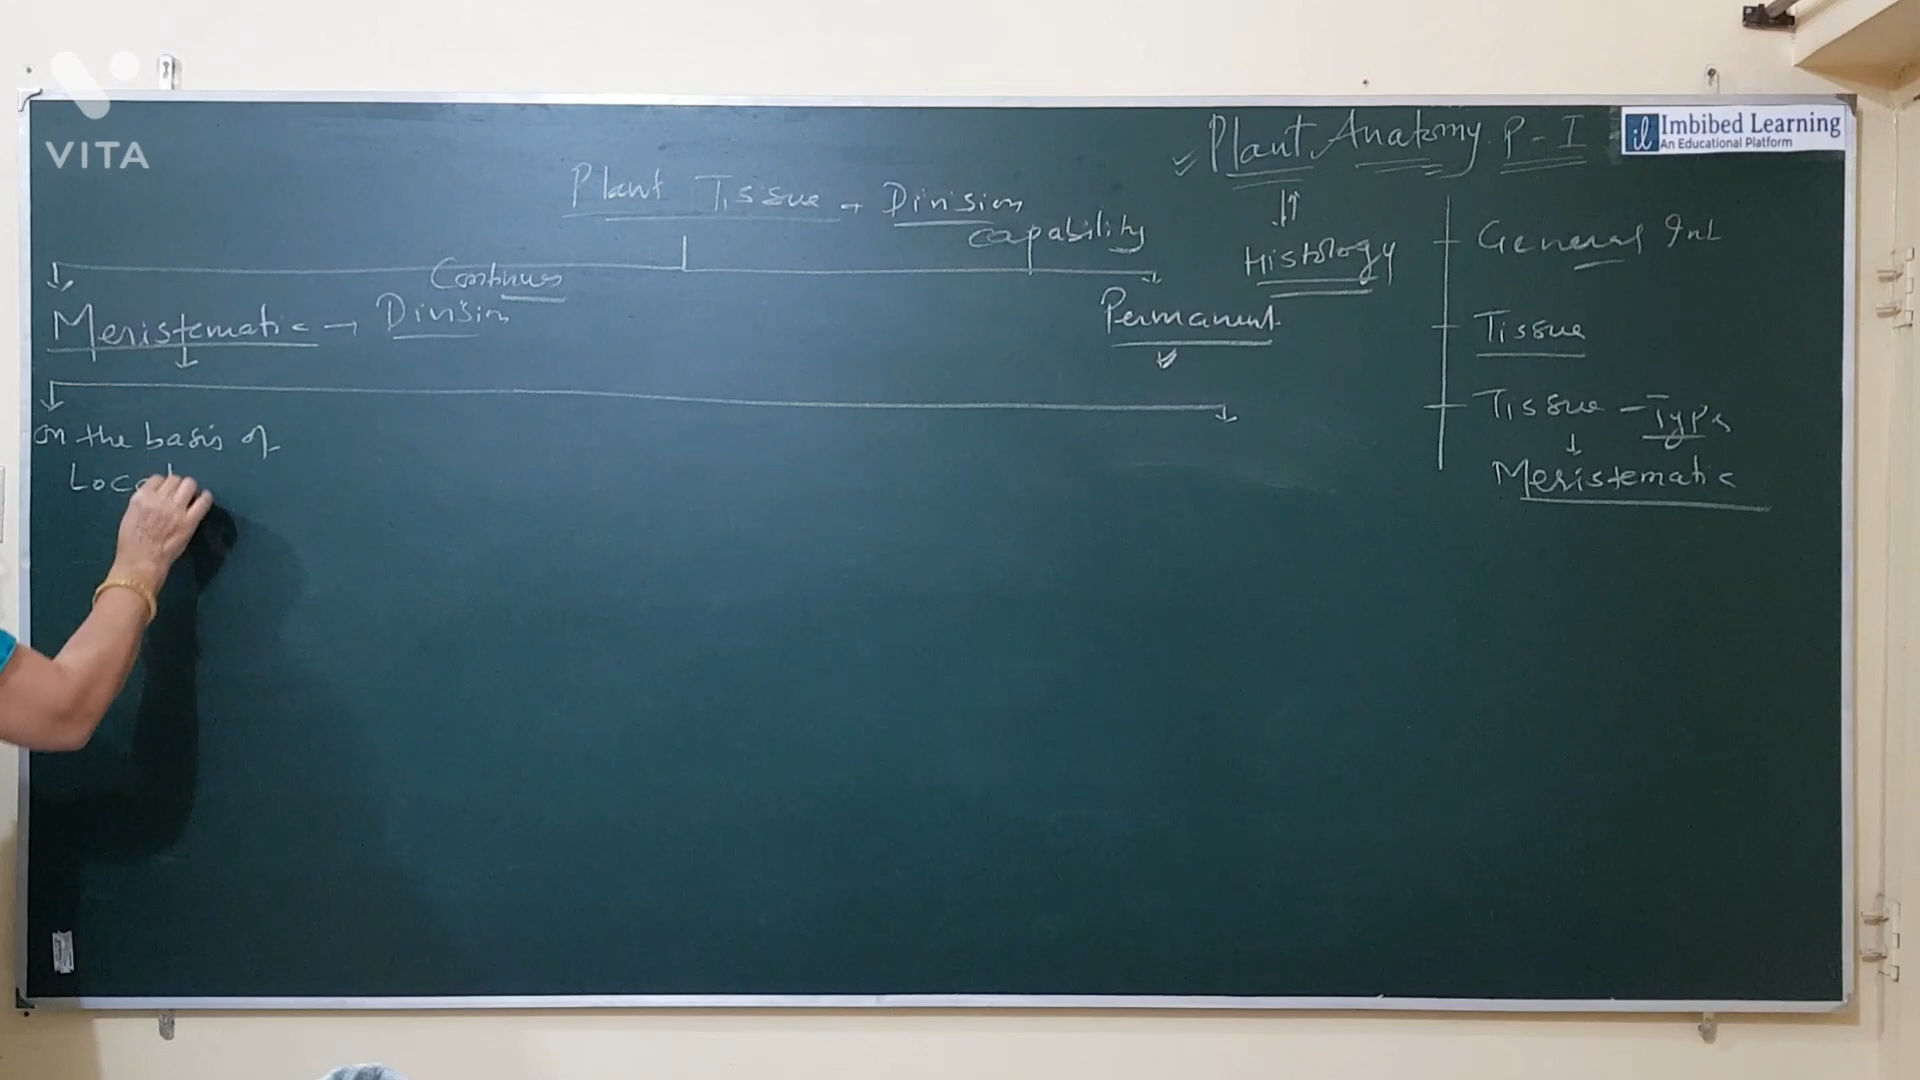 VITA
Imbibed Learning
An Educational Platform
Plant Anatomy P-I
Plant Tissue → Division
capability
Histology
General Int
Continues
Meristematic → Division
Permanent
Tissue
Tissue - Types
Meristematic
on the basis of